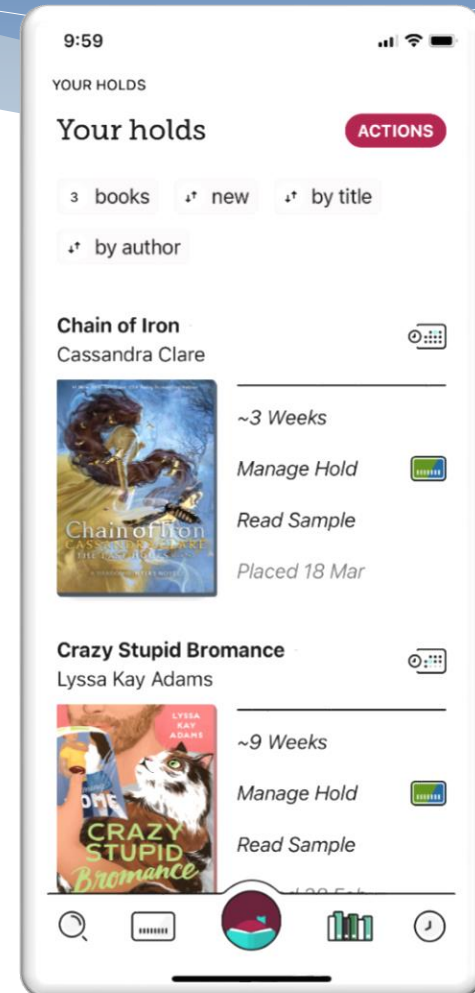 9:59
YOUR HOLDS
Your holds
ACTIONS
3 books
new
by title
by author
Chain of Iron
Cassandra Clare
~3 Weeks
Manage Hold
Read Sample
Placed 18 Mar
Chain of Iron
CASSANDRA CLARE
Crazy Stupid Bromance
Lyssa Kay Adams
~9 Weeks
Manage Hold
Read Sample
LYSSA
KAY
ADAMS
CRAZY
STUPID
Bromance